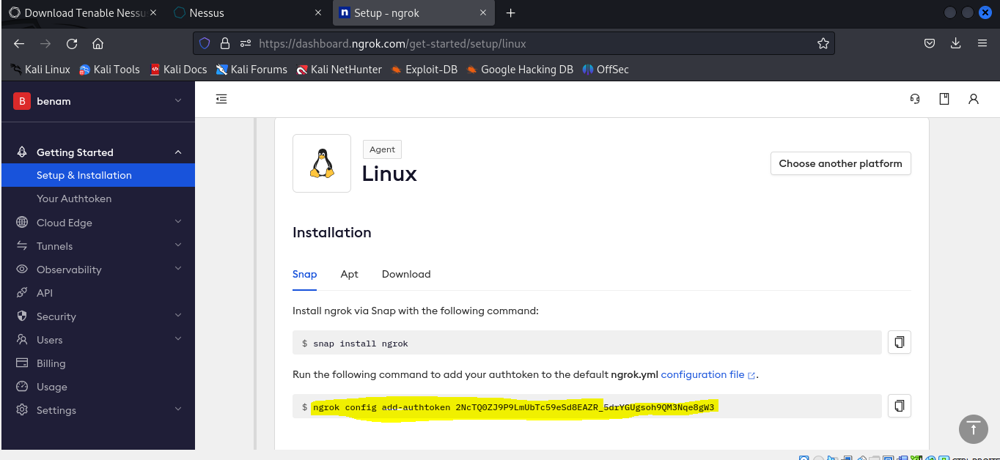 Download Tenable Nessu
Nessus
Setup - ngrok
https://dashboard.ngrok.com/get-started/setup/linux
Kali Linux Kali Tools Kali Docs Kali Forums Kali NetHunter Exploit-DB Google Hacking DB OffSec
B benam
Getting Started
Setup & Installation
Your Authtoken
Cloud Edge
Tunnels
Observability
API
Security
Users
Billing
Usage
Settings
Agent
Linux
Choose another platform
Installation
Snap Apt Download
Install ngrok via Snap with the following command:
$ snap install ngrok
Run the following command to add your authtoken to the default ngrok.yml configuration file.
$ ngrok config add-authtoken 2NcTQ0ZJ9P9LmUbTc59eSd8EAZR_5drYGUgsoh9QM3Nqe8gW3
CTRL DROITE